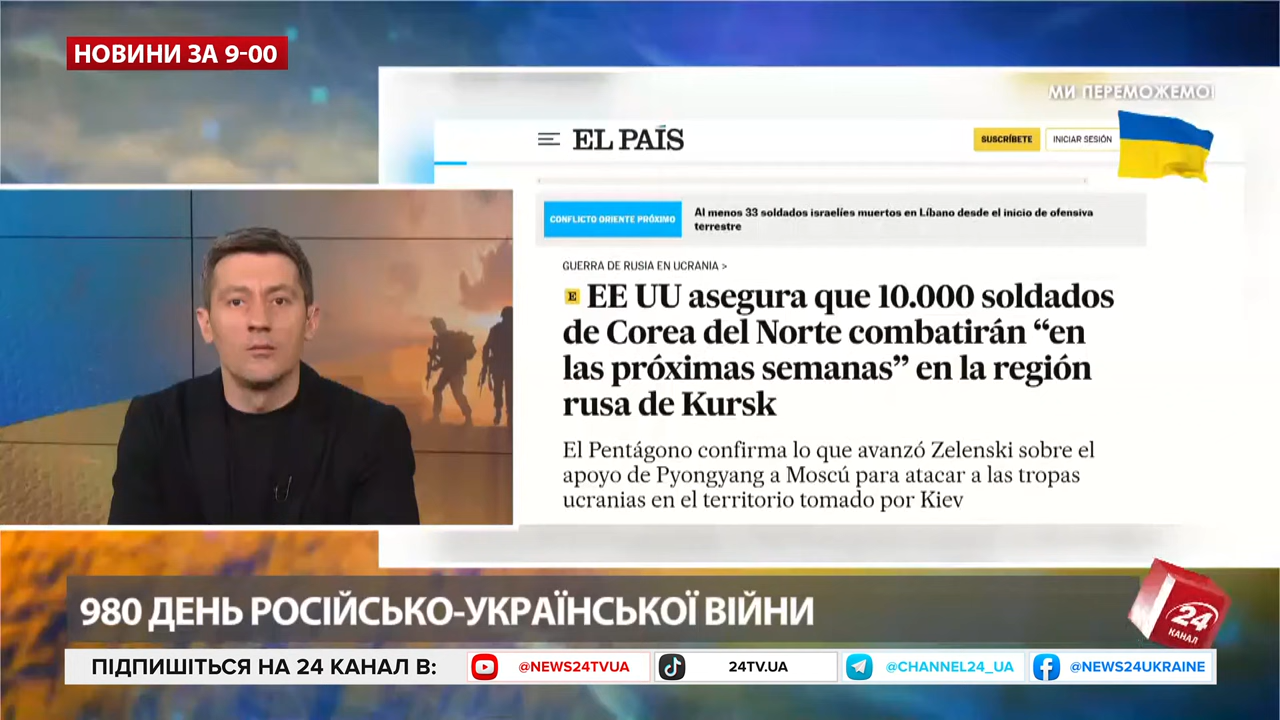 НОВИНИ ЗА 9-00
МИ ПЕРЕМОЖЕМО!
EL PAÍS
SUSCRÍBETE
INICIAR SESIÓN
CONFLICTO ORIENTE PRÓXIMO
Al menos 33 soldados israelíes muertos en Líbano desde el inicio de ofensiva
terrestre
GUERRA DE RUSIA EN UCRANIA >
E EE UU asegura que 10.000 soldados
de Corea del Norte combatirán “en
las próximas semanas” en la región
rusa de Kursk
El Pentágono confirma lo que avanzó Zelenski sobre el
apoyo de Pyongyang a Moscú para atacar a las tropas
ucranias en el territorio tomado por Kiev
980 ДЕНЬ РОСІЙСЬКО-УКРАЇНСЬКОЇ ВІЙНИ
24
КАНАЛ
ПІДПИШІТЬСЯ НА 24 КАНАЛ В:
@NEWS24TVUA
24TV.UA
@CHANNEL24_UA
@NEWS24UKRAINE